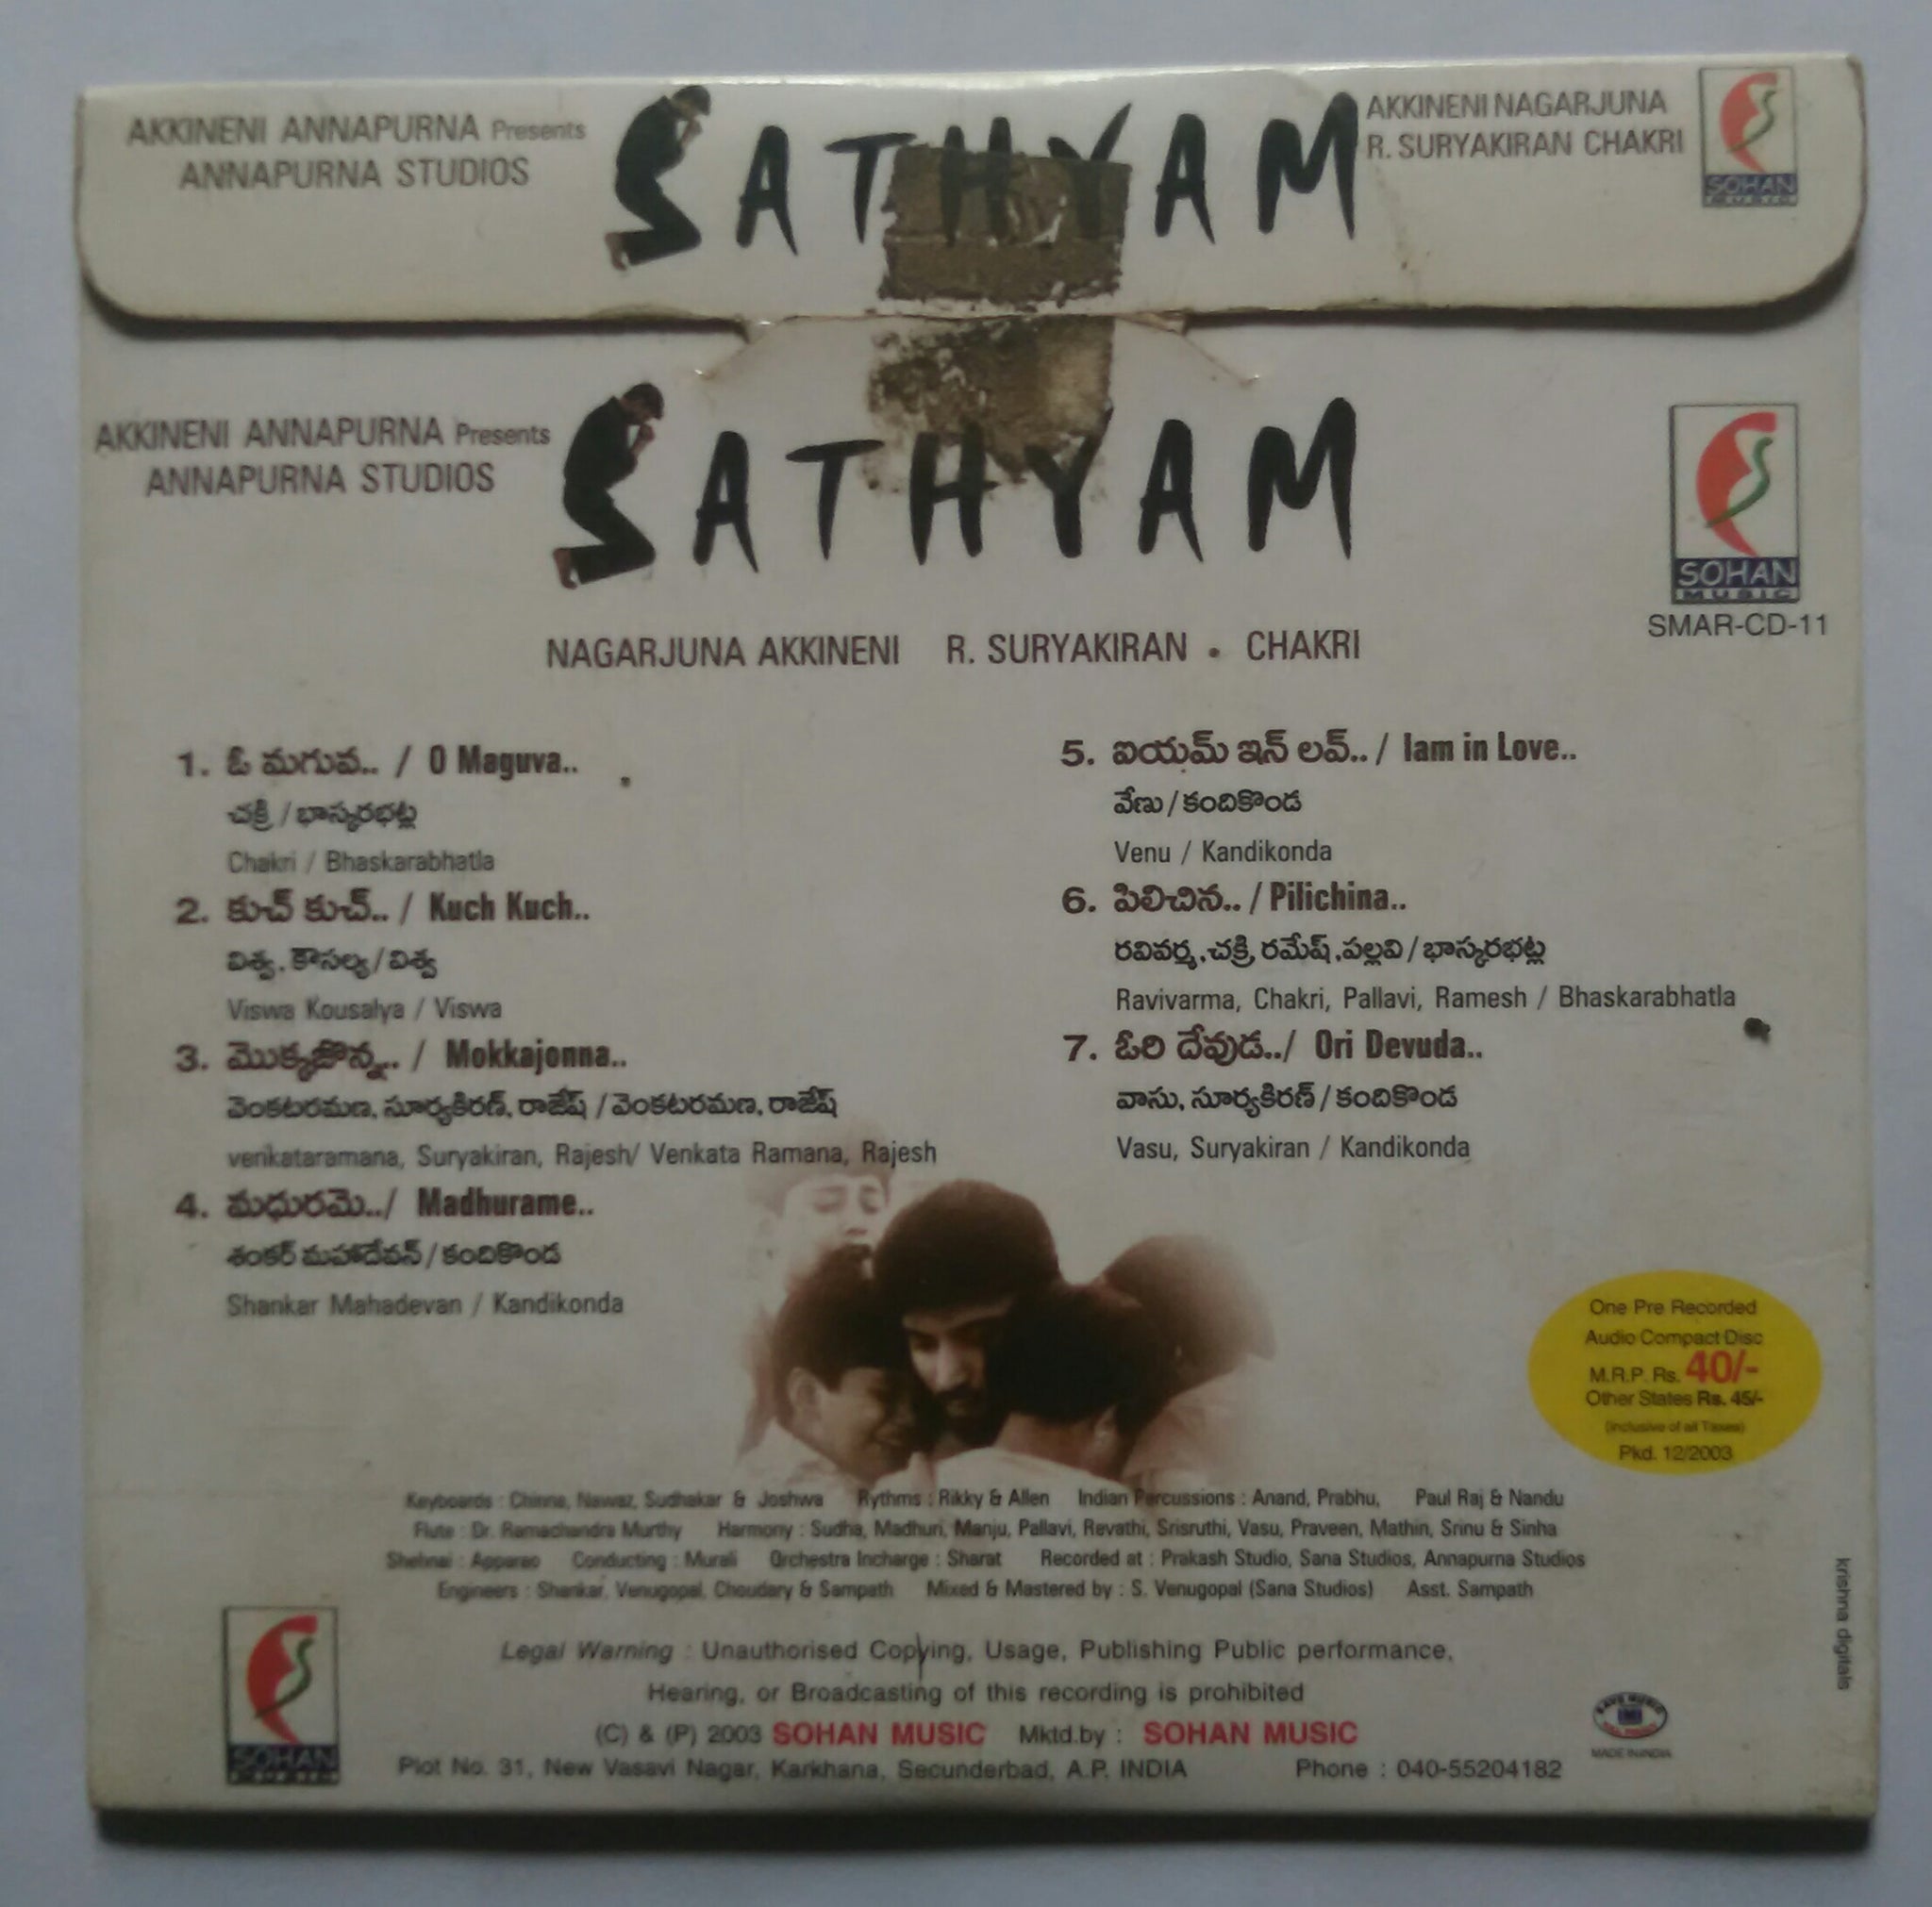 AKKINENI ANNAPURNA Presents
ANNAPURNA STUDIOS
SATHYAM
AKKINENI NAGARJUNA
R. SURYAKIRAN CHAKRI
SOHAN
MUSIC
AKKINENI ANNAPURNA Presents
ANNAPURNA STUDIOS
SATHYAM
SOHAN
MUSIC
SMAR-CD-11
NAGARJUNA AKKINENI R. SURYAKIRAN . CHAKRI
1. ఓ మగువ.. / O Maguva..
చక్రి / భాస్కరభట్ల
Chakri / Bhaskarabhatla
2. కుచ్ కుచ్.. / Kuch Kuch..
విశ్వ, కౌసల్య / విశ్వ
Viswa Kousalya / Viswa
3. మొక్కజొన్న.. / Mokkajonna..
వెంకటరమణ, సూర్యకిరణ్, రాజేష్ / వెంకటరమణ, రాజేష్
venkataramana, Suryakiran, Rajesh/ Venkata Ramana, Rajesh
4. మధురమె../ Madhurame..
శంకర్ మహాదేవన్ / కందికొండ
Shankar Mahadevan / Kandikonda
5. ఐయమ్ ఇన్ లవ్.. / Iam in Love..
వేణు / కందికొండ
Venu / Kandikonda
6. పిలిచిన.. / Pilichina..
రవివర్మ, చక్రి, రమేష్, పల్లవి / భాస్కరభట్ల
Ravivarma, Chakri, Pallavi, Ramesh / Bhaskarabhatla
7. ఓరి దేవుడ../ Ori Devuda..
వాసు, సూర్యకిరణ్ / కందికొండ
Vasu, Suryakiran / Kandikonda
One Pre Recorded
Audio Compact Disc
M.R.P. Rs. 40/-
Other States Rs. 45/-
(Inclusive of all Taxes)
Pkd. 12/2003
Keyboards : Chinna, Nawaz, Sudhakar & Joshwa Rythms : Rikky & Allen Indian Percussions : Anand, Prabhu, Paul Raj & Nandu
Flute : Dr. Ramachandra Murthy Harmony : Sudha, Madhuri, Manju, Pallavi, Revathi, Srisruthi, Vasu, Praveen, Mathin, Srinu & Sinha
Shehnai : Apparao Conducting : Murali Orchestra Incharge : Sharat Recorded at : Prakash Studio, Sana Studios, Annapurna Studios
Engineers : Shankar, Venugopal, Choudary & Sampath Mixed & Mastered by : S. Venugopal (Sana Studios) Asst. Sampath
krishna digitals
Legal Warning : Unauthorised Copying, Usage, Publishing Public performance,
Hearing, or Broadcasting of this recording is prohibited
(C) & (P) 2003 SOHAN MUSIC Mktd.by : SOHAN MUSIC
Plot No. 31, New Vasavi Nagar, Karkhana, Secunderbad, A.P. INDIA Phone : 040-55204182
SOHAN
MUSIC
MADE IN INDIA